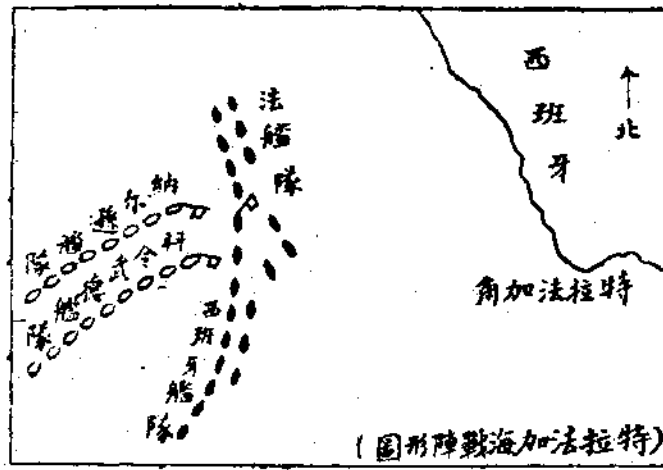 西班牙
北
法艦隊
納尔遜艦隊
科令武德艦隊
西班牙艦隊
特拉法加角
(特拉法加海戰陣形圖)